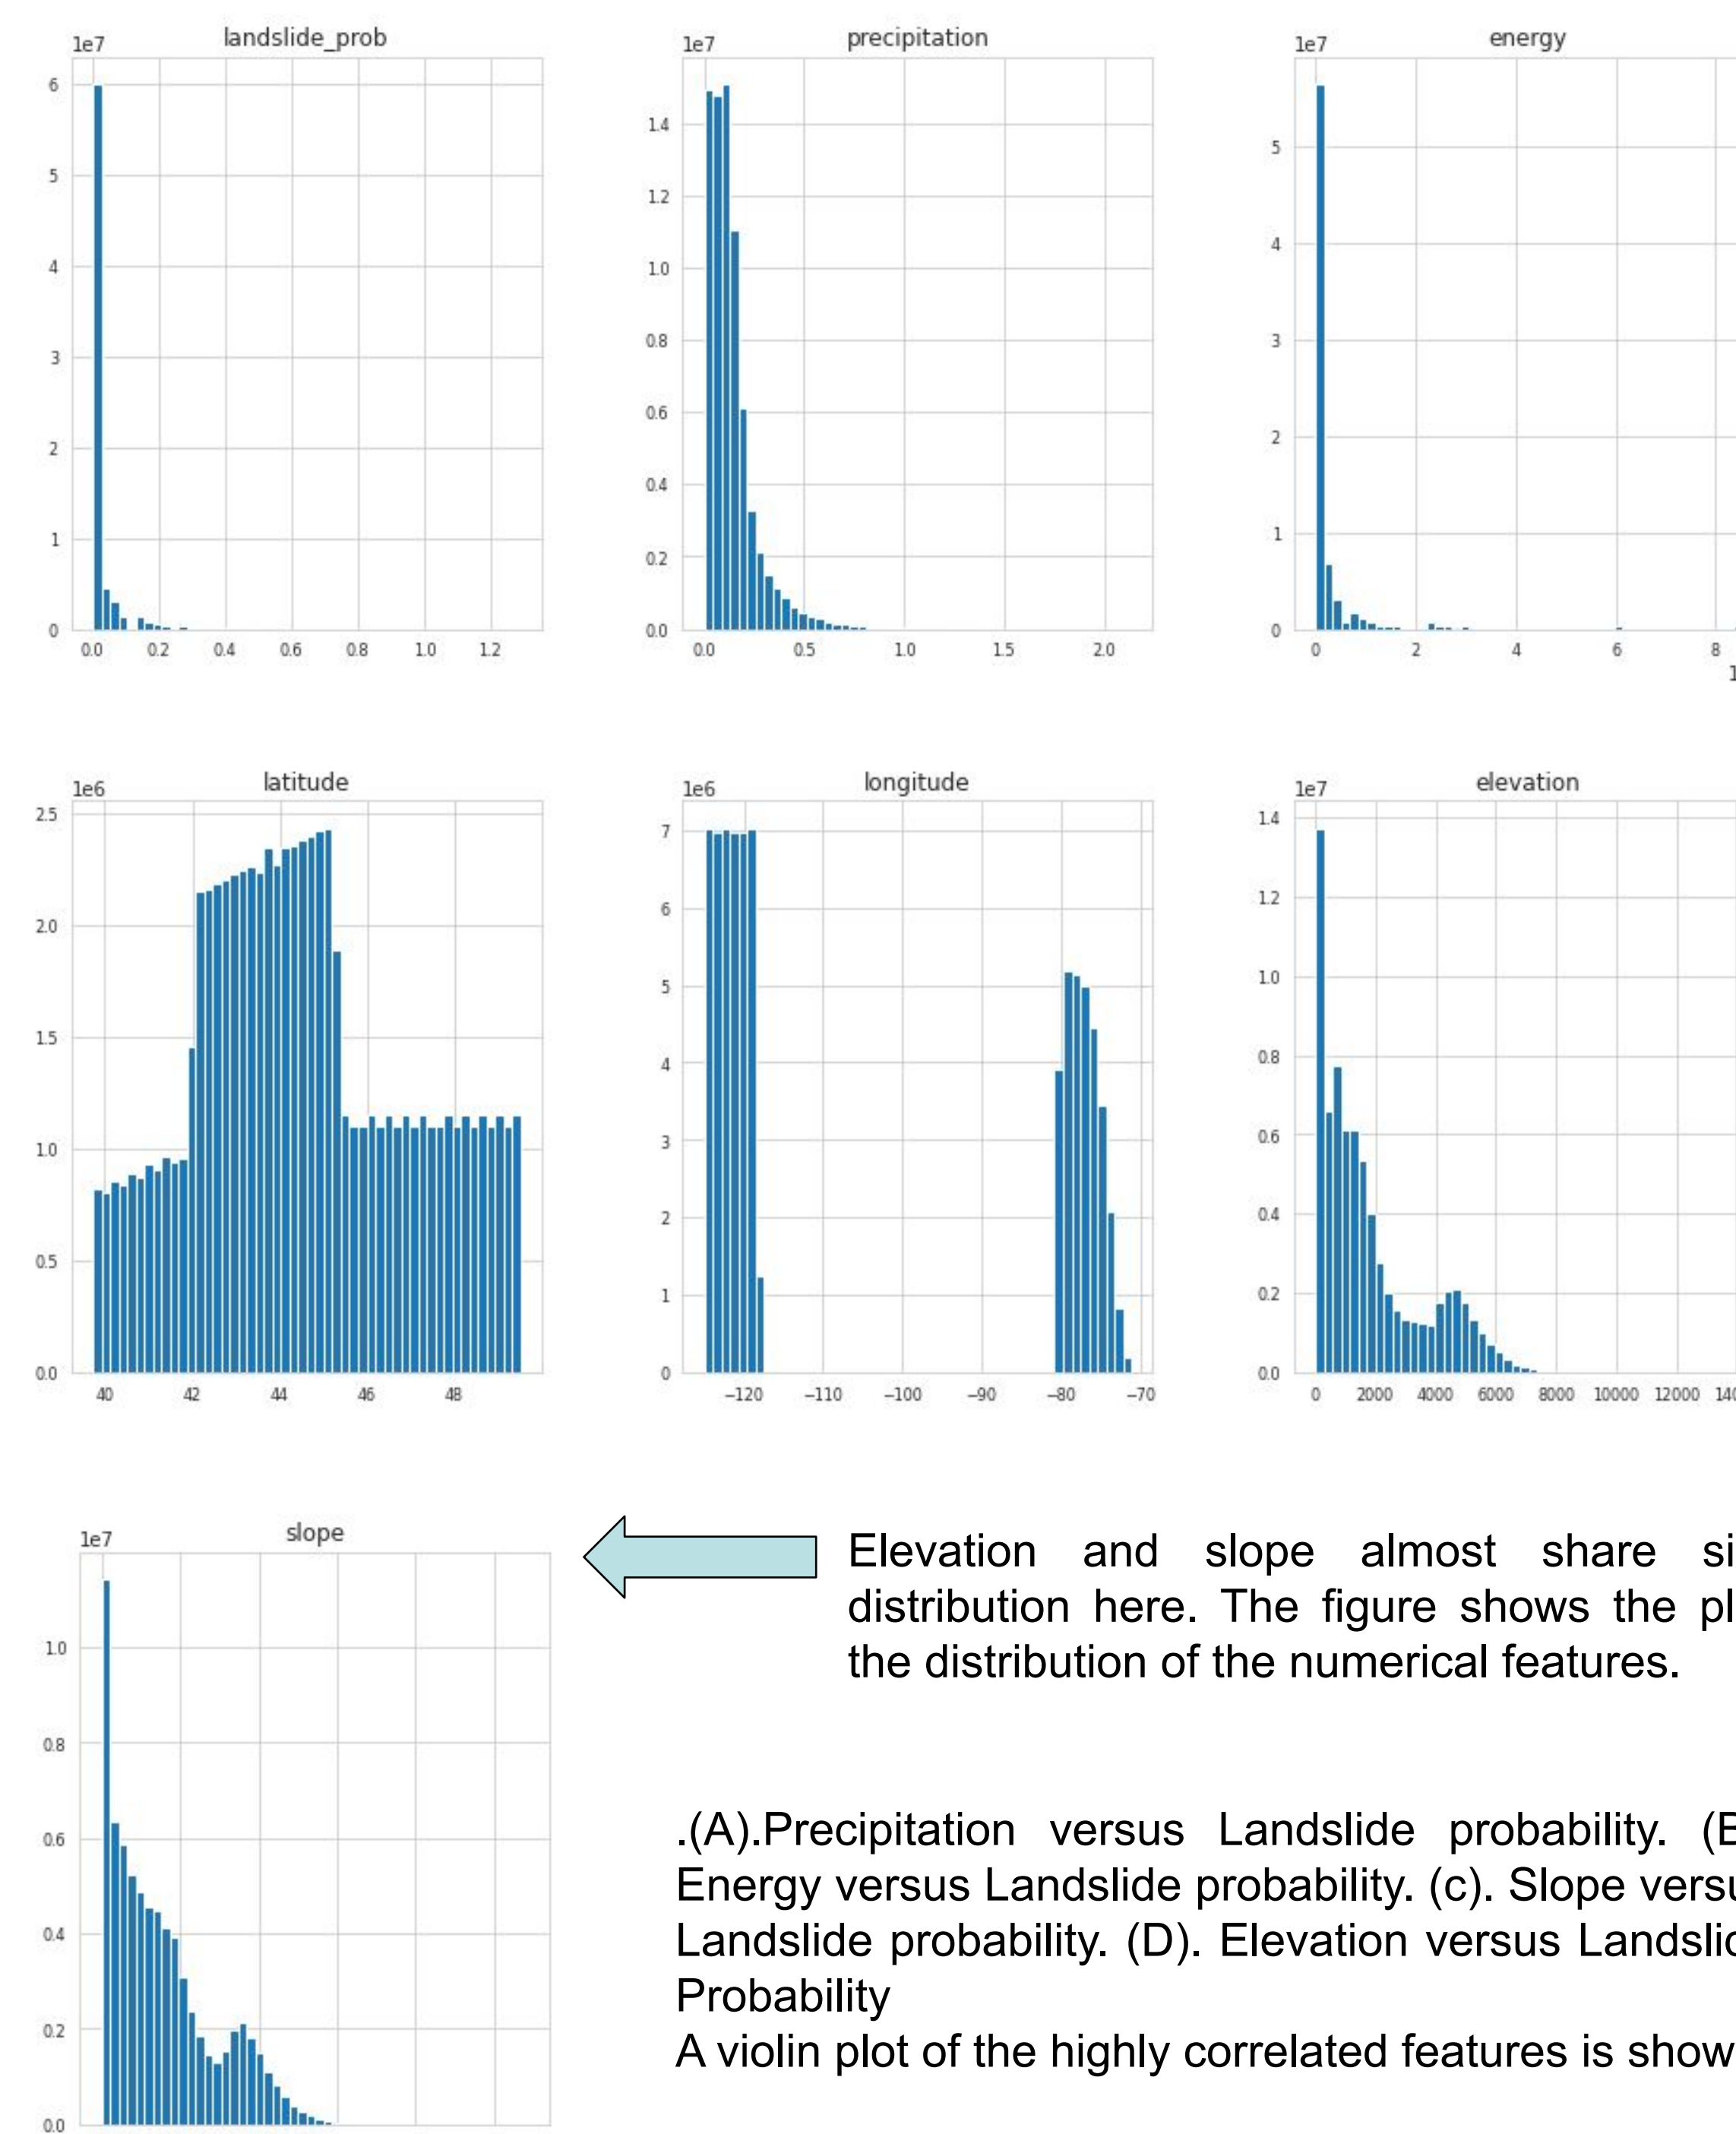 landslide_prob
1e7
6
5
4
3
2
1
0
0.0 0.2 0.4 0.6 0.8 1.0 1.2
precipitation
1e7
1.4
1.2
1.0
0.8
0.6
0.4
0.2
0.0
0.0 0.5 1.0 1.5 2.0
energy
1e7
5
4
3
2
1
0
0 2 4 6 8
latitude
1e6
2.5
2.0
1.5
1.0
0.5
0.0
40 42 44 46 48
longitude
1e6
7
6
5
4
3
2
1
0
−120 −110 −100 −90 −80 −70
elevation
1e7
1.4
1.2
1.0
0.8
0.6
0.4
0.2
0.0
0 2000 4000 6000 8000 10000 12000
slope
1e7
1.0
0.8
0.6
0.4
0.2
0.0
Elevation and slope almost share
distribution here. The figure shows the
the distribution of the numerical features.
.(A).Precipitation versus Landslide probability.
Energy versus Landslide probability. (c). Slope
Landslide probability. (D). Elevation versus
Probability
A violin plot of the highly correlated features is